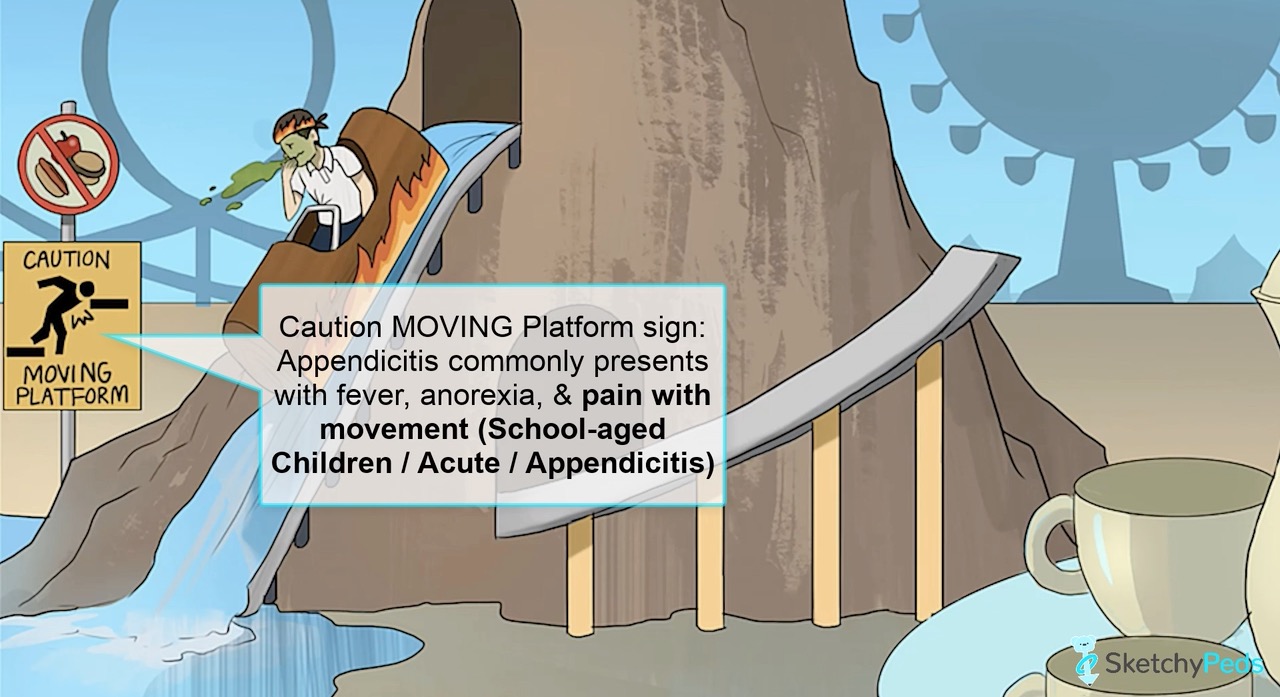 CAUTION
MOVING
PLATFORM
Caution MOVING Platform sign:
Appendicitis commonly presents
with fever, anorexia, & pain with
movement (School-aged
Children / Acute / Appendicitis)
SketchyPeds